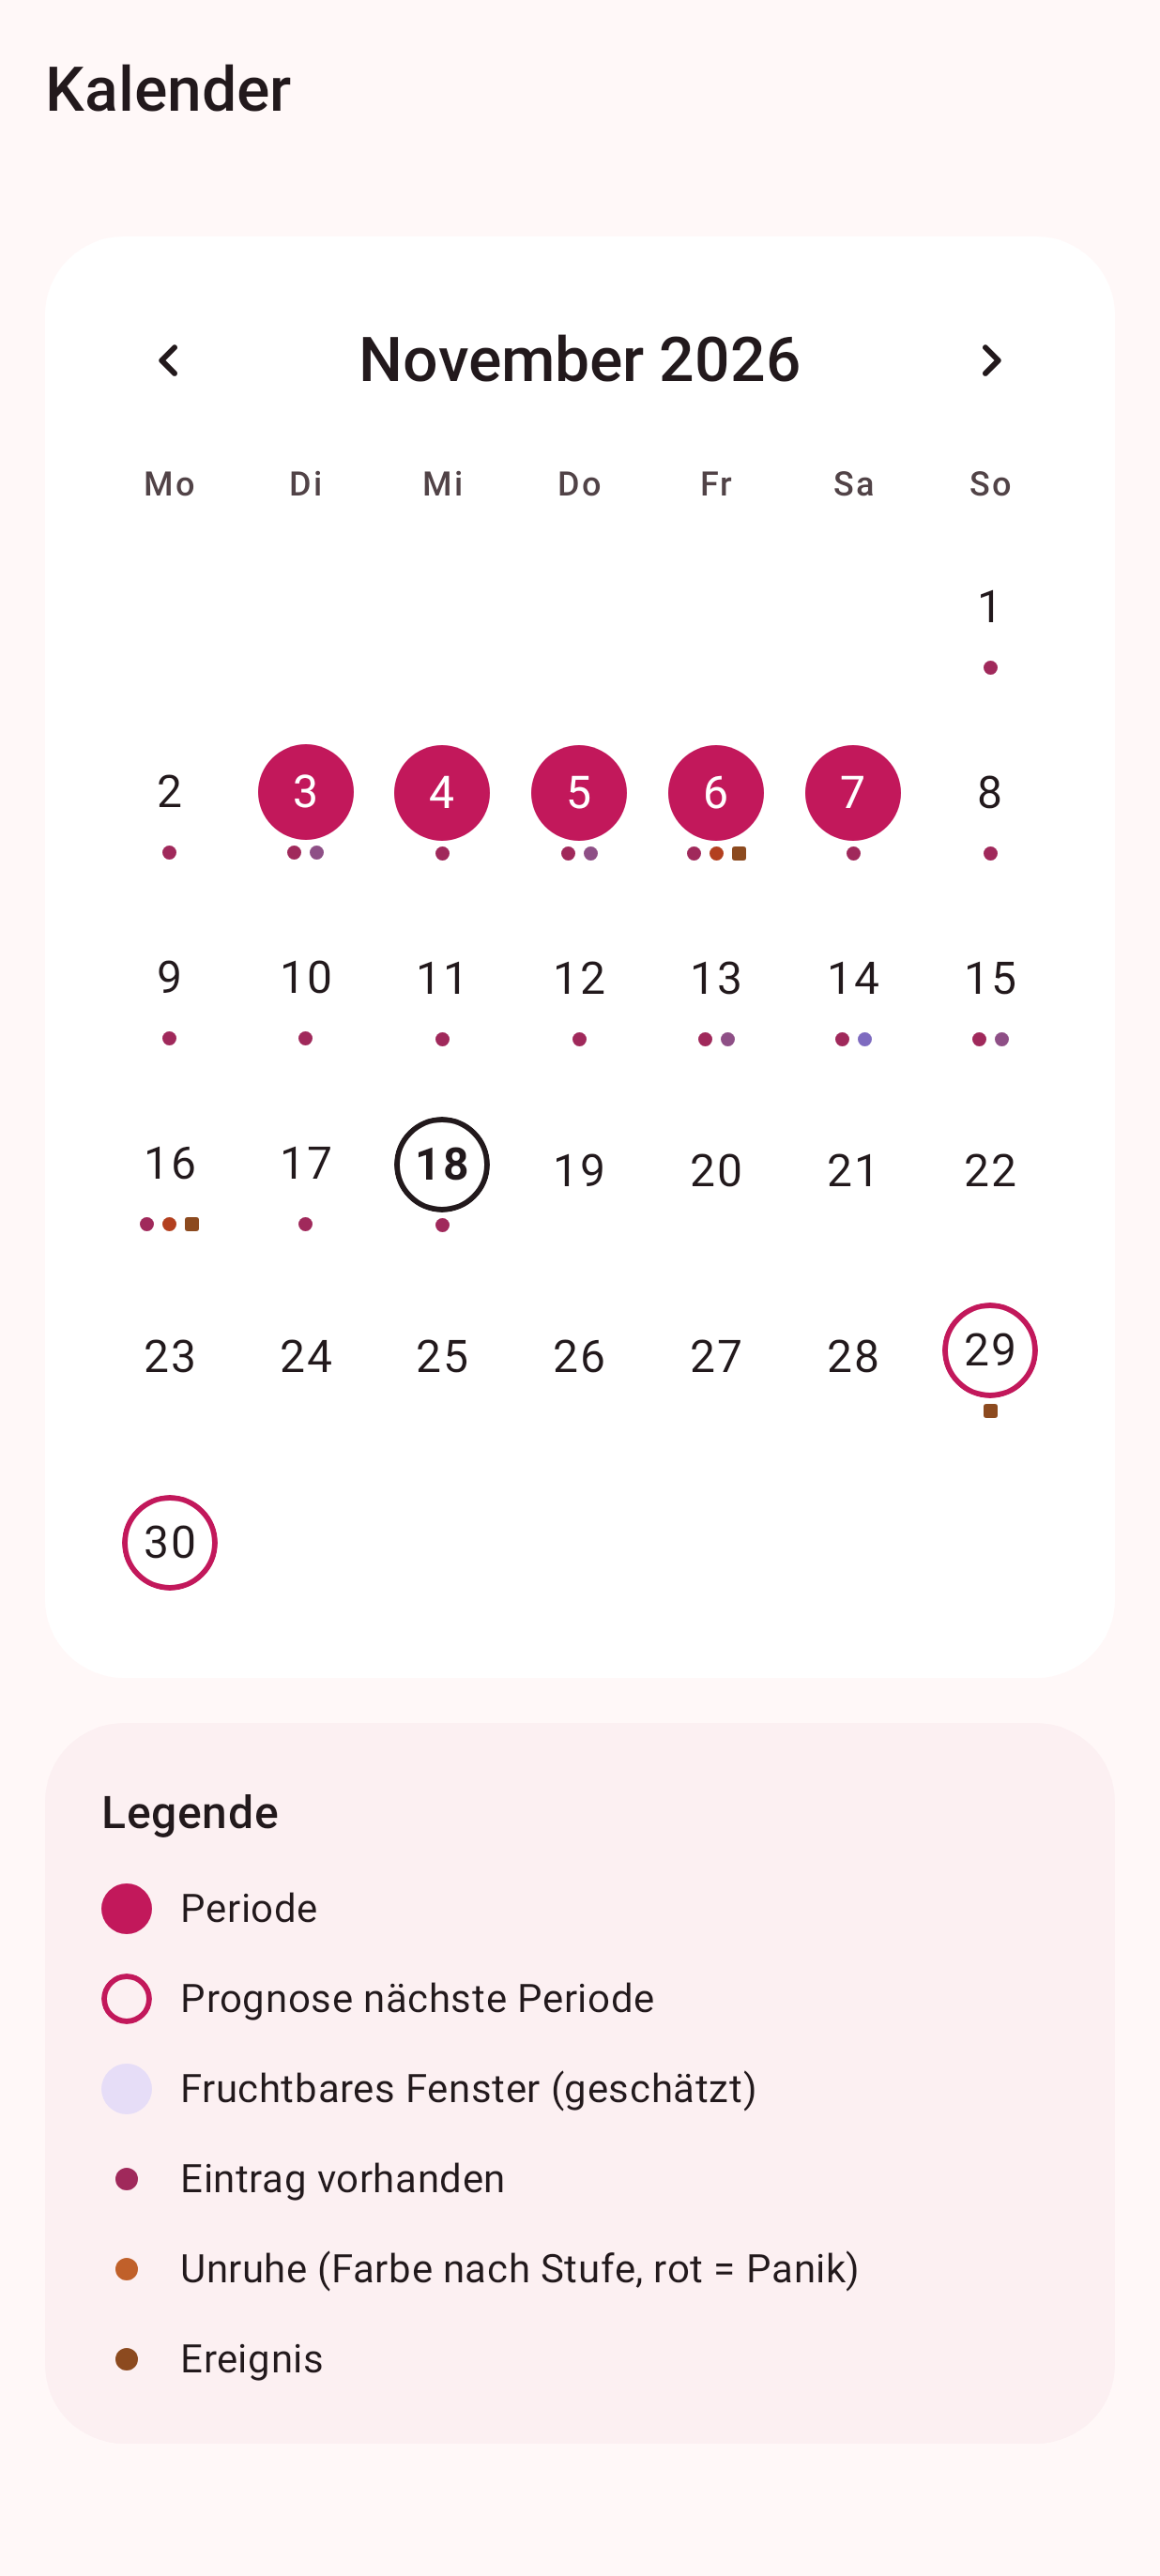 Kalender
November 2026
Mo Di Mi Do Fr Sa So
1
2 3 4 5 6 7 8
9 10 11 12 13 14 15
16 17 18 19 20 21 22
23 24 25 26 27 28 29
30
Legende
Periode
Prognose nächste Periode
Fruchtbares Fenster (geschätzt)
Eintrag vorhanden
Unruhe (Farbe nach Stufe, rot = Panik)
Ereignis